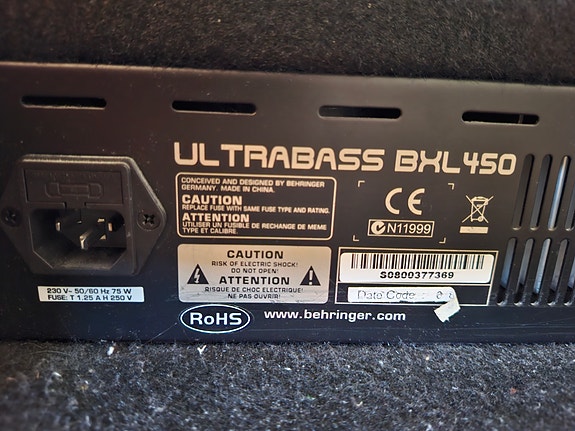 ULTRABASS BXL450
CONCEIVED AND DESIGNED BY BEHRINGER
GERMANY. MADE IN CHINA.
CAUTION
REPLACE FUSE WITH SAME FUSE TYPE AND RATING.
ATTENTION
UTILISER UN FUSIBLE DE RECHANGE DE MEME
TYPE ET CALIBRE.
CE
N11999
CAUTION
RISK OF ELECTRIC SHOCK!
DO NOT OPEN!
ATTENTION
RISQUE DE CHOC ELECTRIQUE!
NE PAS OUVRIR!
S0800377369
Date Code:
230 V~ 50/60 Hz 75 W
FUSE: T 1.25 A H 250 V
RoHS
www.behringer.com